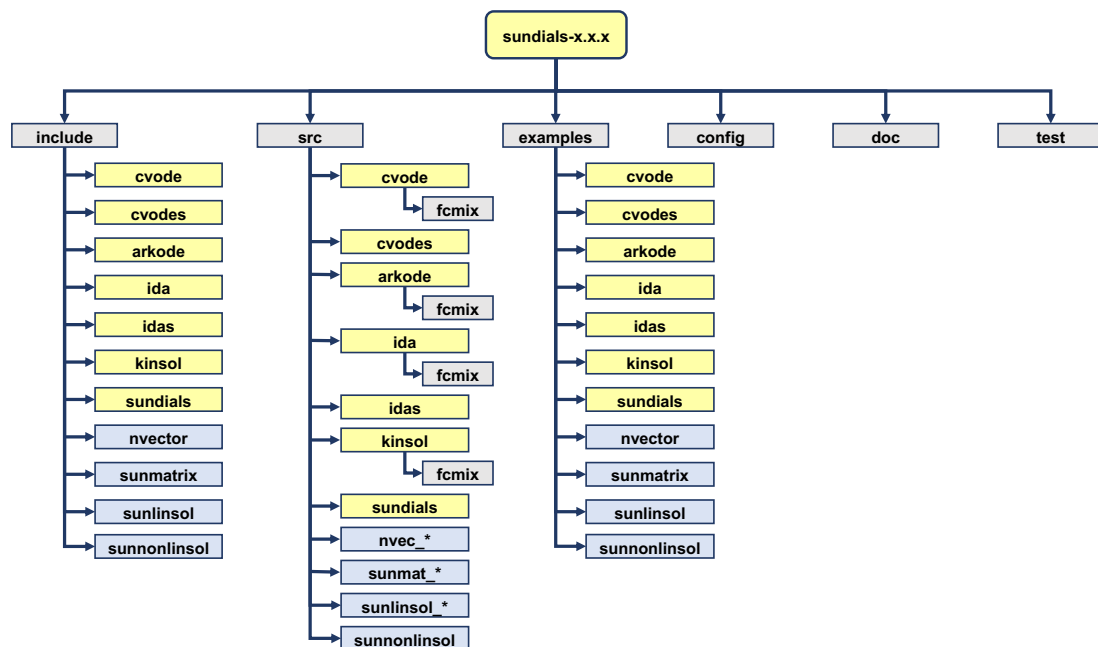 sundials-x.x.x
include
src
examples
config
doc
test
cvode
cvodes
arkode
ida
idas
kinsol
sundials
nvector
sunmatrix
sunlinsol
sunnonlinsol
cvode
fcmix
cvodes
arkode
fcmix
ida
fcmix
idas
kinsol
fcmix
sundials
nvec_*
sunmat_*
sunlinsol_*
sunnonlinsol
cvode
cvodes
arkode
ida
idas
kinsol
sundials
nvector
sunmatrix
sunlinsol
sunnonlinsol